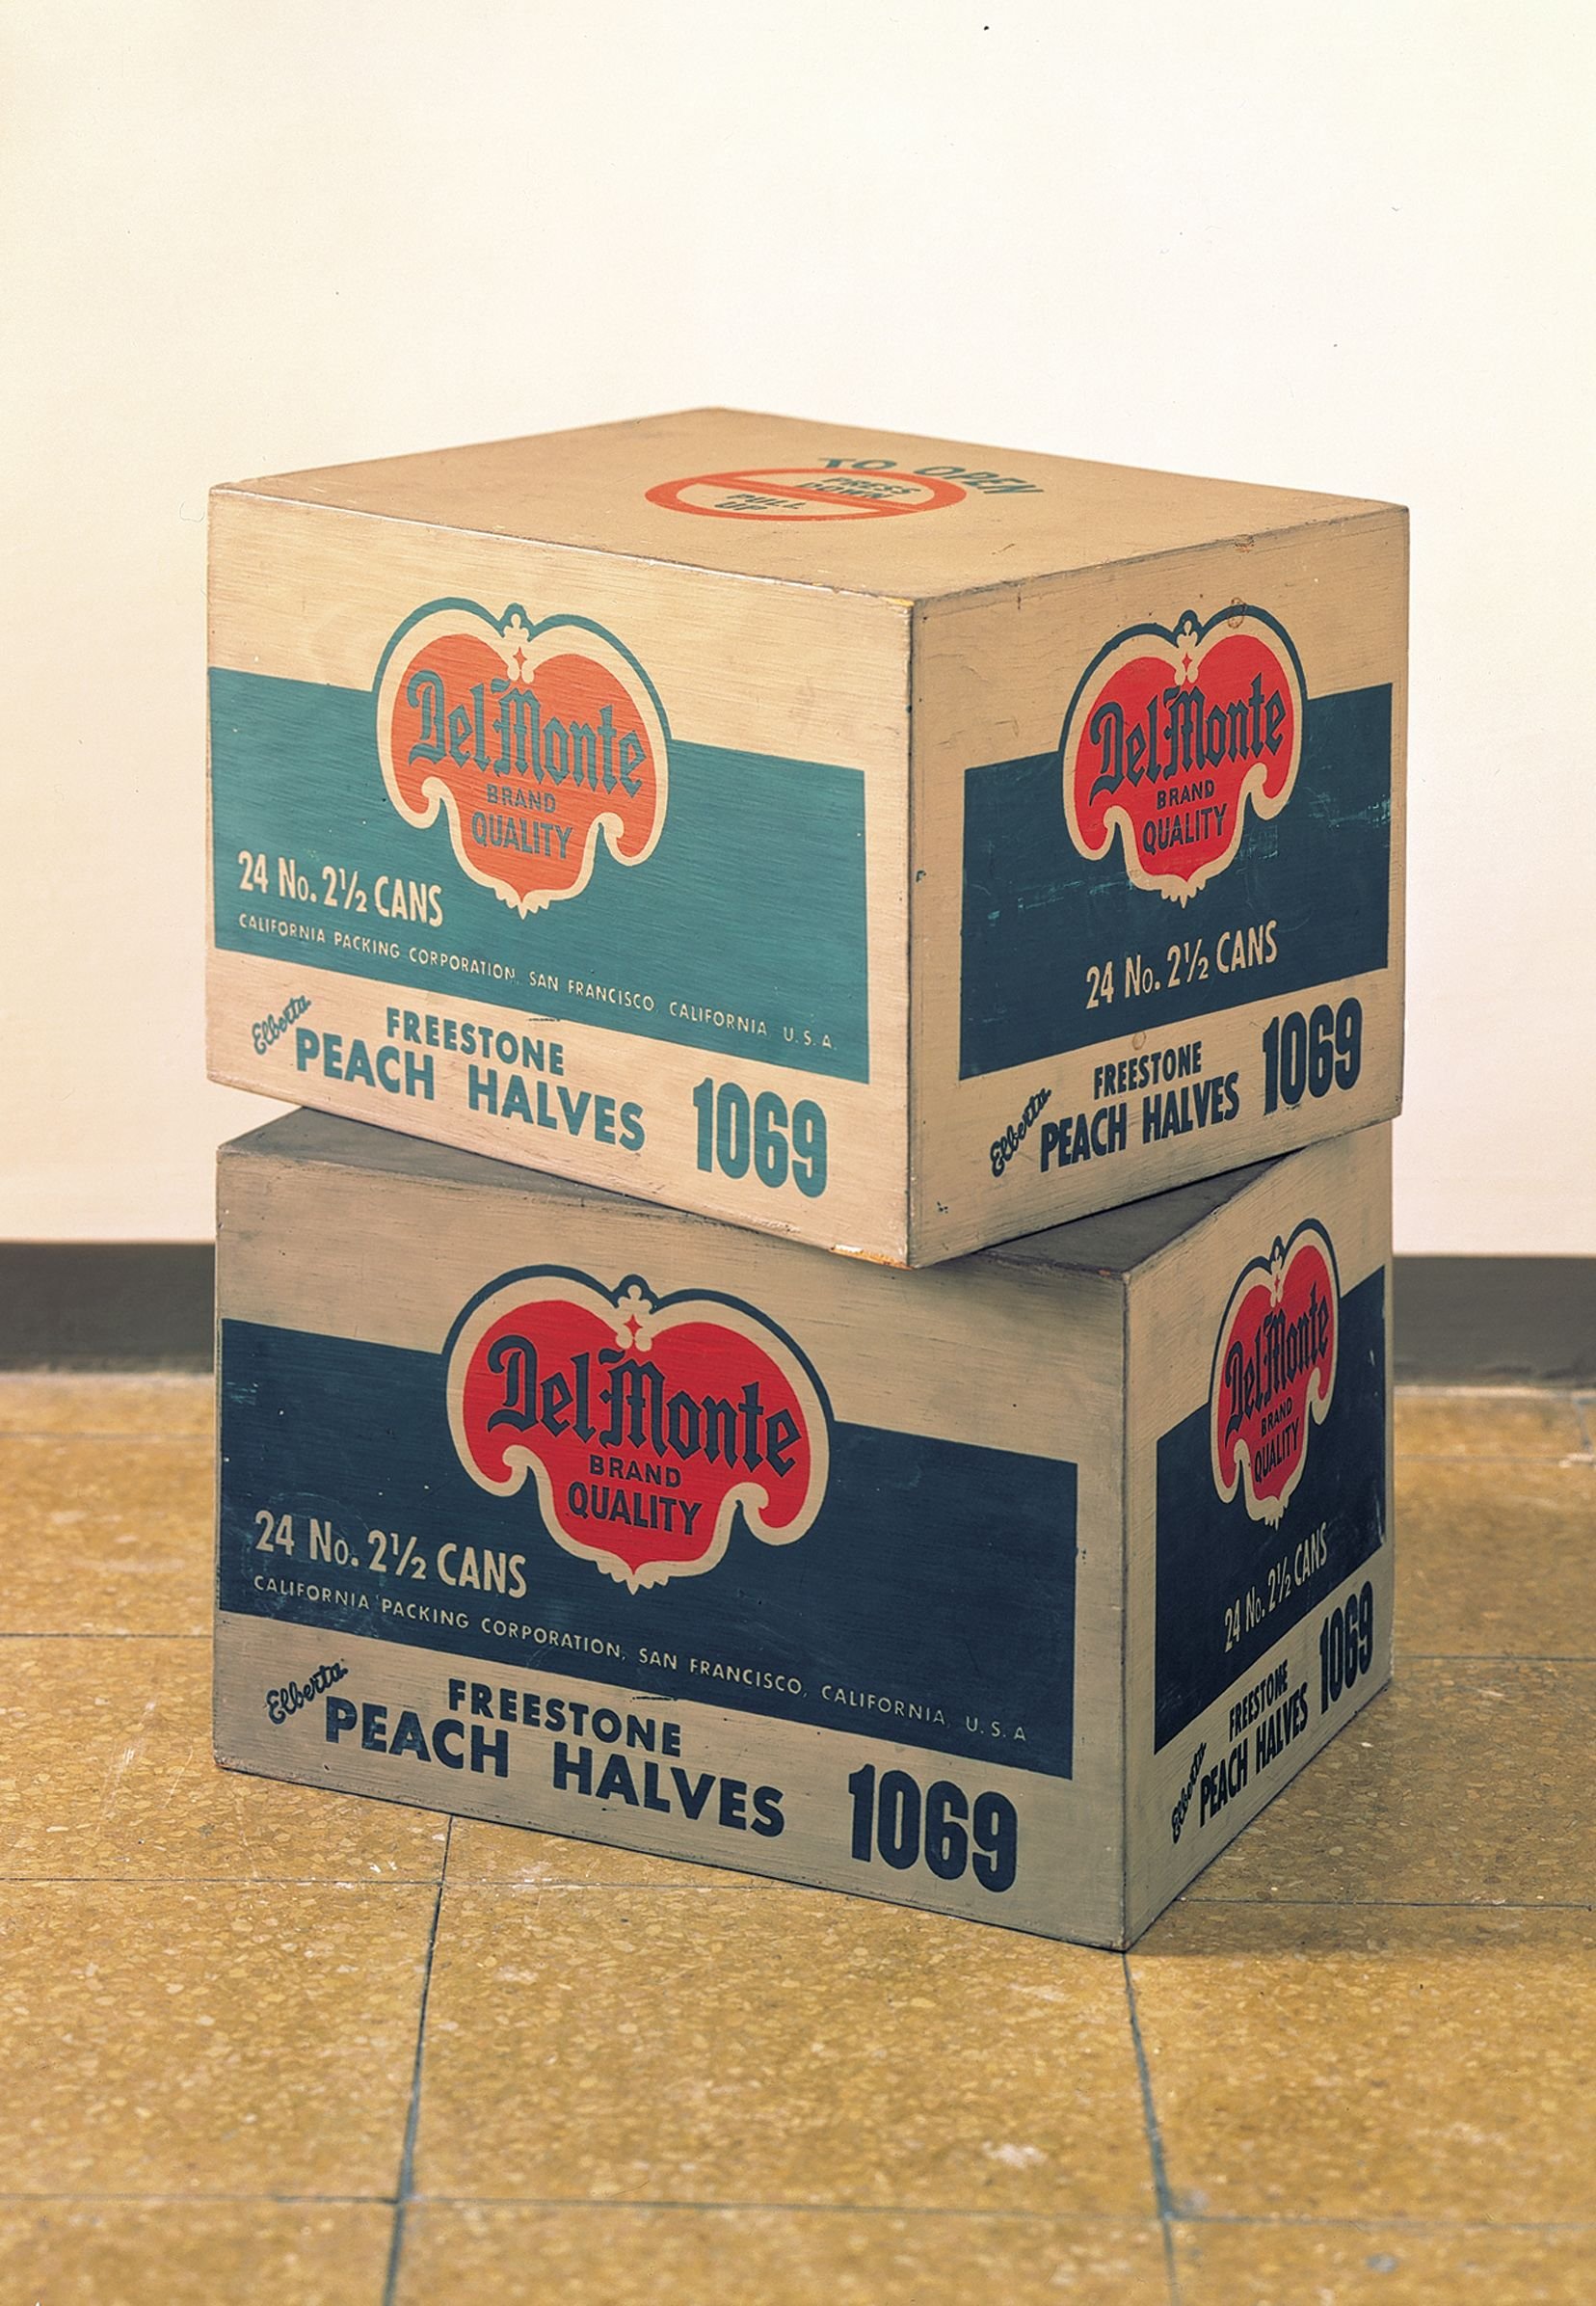 TO OPEN
PRESS
DOWN
PULL
UP
Del Monte
BRAND
QUALITY
24 No. 2½ CANS
CALIFORNIA PACKING CORPORATION, SAN FRANCISCO, CALIFORNIA U.S.A.
Elberta
FREESTONE
PEACH HALVES
1069
Del Monte
BRAND
QUALITY
24 No. 2½ CANS
Elberta
FREESTONE
PEACH HALVES
1069
Del Monte
BRAND
QUALITY
24 No. 2½ CANS
CALIFORNIA PACKING CORPORATION, SAN FRANCISCO, CALIFORNIA, U.S.A
Elberta
FREESTONE
PEACH HALVES
1069
Del Monte
BRAND
QUALITY
24 No. 2½ CANS
Elberta
FREESTONE
PEACH HALVES
1069